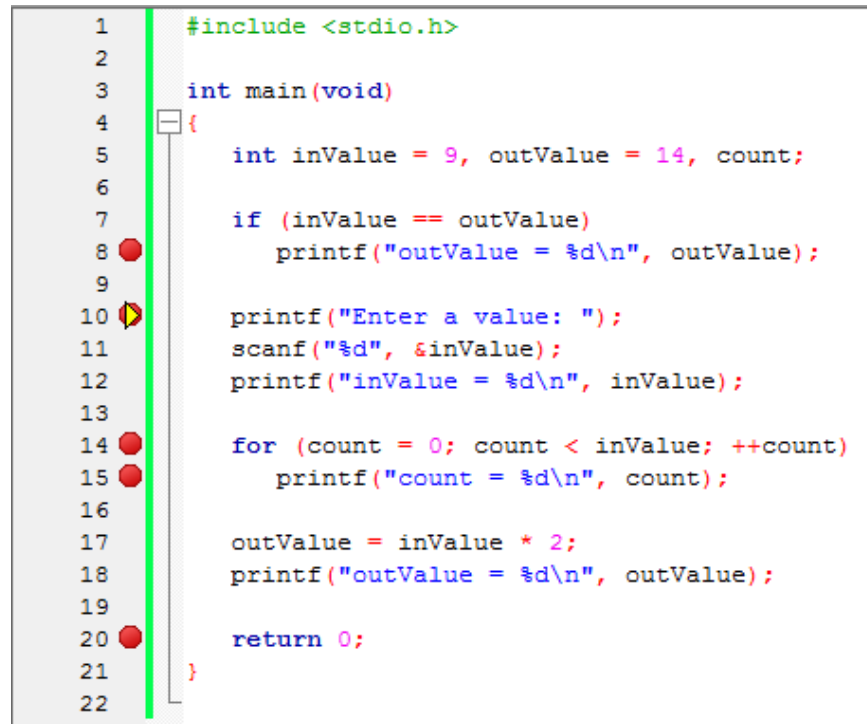 1 #include <stdio.h>
2
3 int main(void)
4 {
5 int inValue = 9, outValue = 14, count;
6
7 if (inValue == outValue)
8 printf("outValue = %d\n", outValue);
9
10 printf("Enter a value: ");
11 scanf("%d", &inValue);
12 printf("inValue = %d\n", inValue);
13
14 for (count = 0; count < inValue; ++count)
15 printf("count = %d\n", count);
16
17 outValue = inValue * 2;
18 printf("outValue = %d\n", outValue);
19
20 return 0;
21 }
22